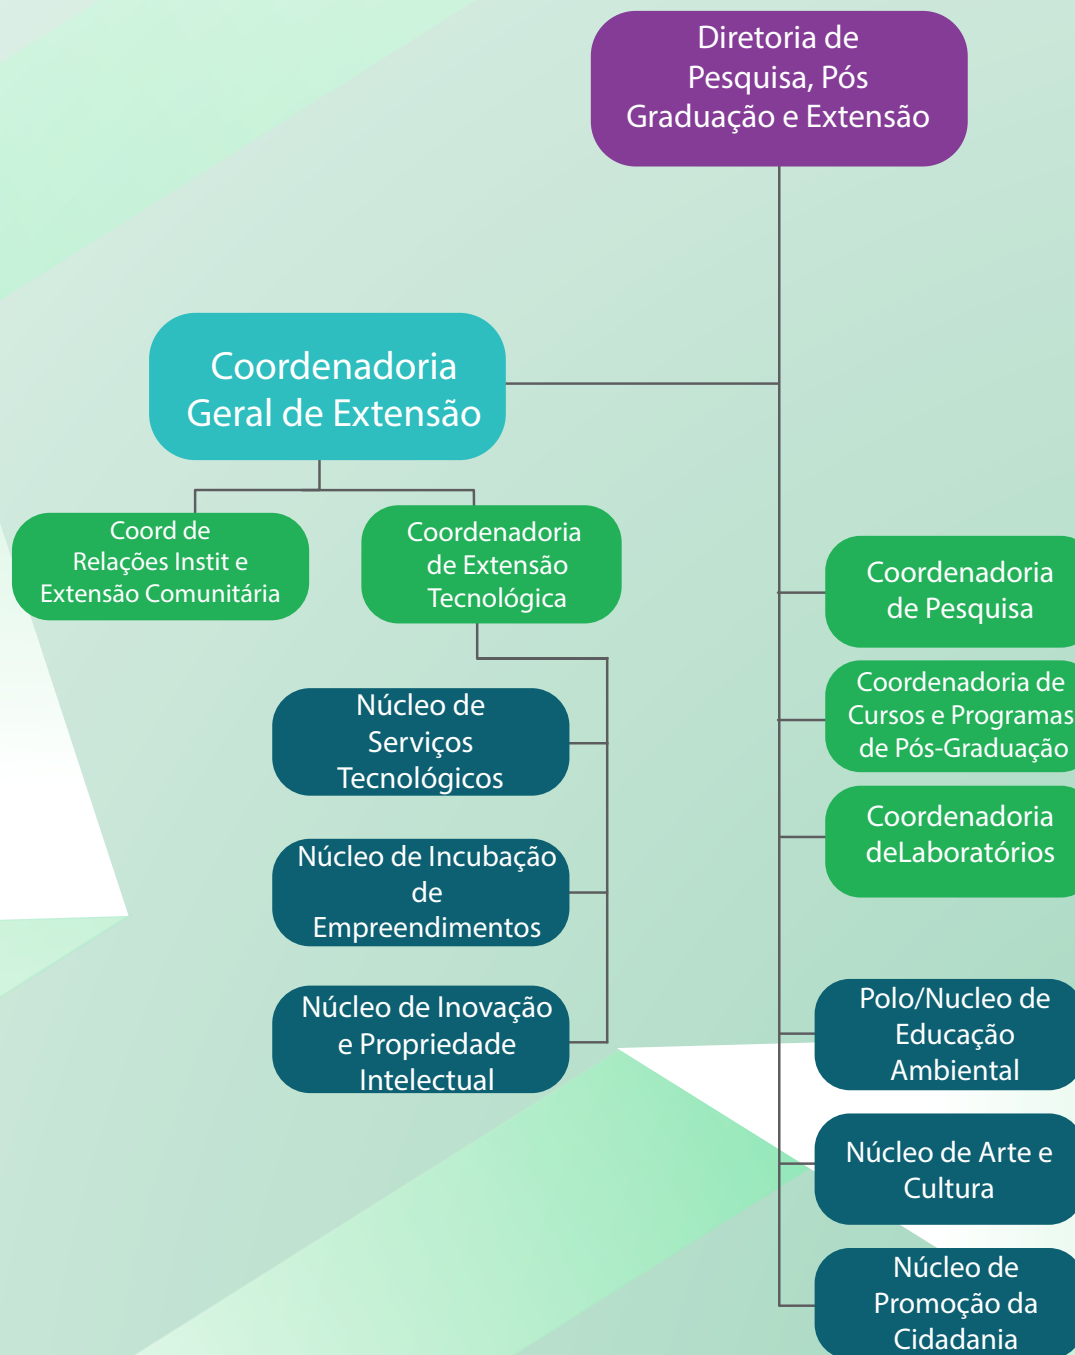 Diretoria de
Pesquisa, Pós
Graduação e Extensão
Coordenadoria
Geral de Extensão
Coord de
Relações Instit e
Extensão Comunitária
Coordenadoria
de Extensão
Tecnológica
Núcleo de
Serviços
Tecnológicos
Núcleo de Incubação
de
Empreendimentos
Núcleo de Inovação
e Propriedade
Intelectual
Coordenadoria
de Pesquisa
Coordenadoria de
Cursos e Programas
de Pós-Graduação
Coordenadoria
deLaboratórios
Polo/Nucleo de
Educação
Ambiental
Núcleo de Arte e
Cultura
Núcleo de
Promoção da
Cidadania